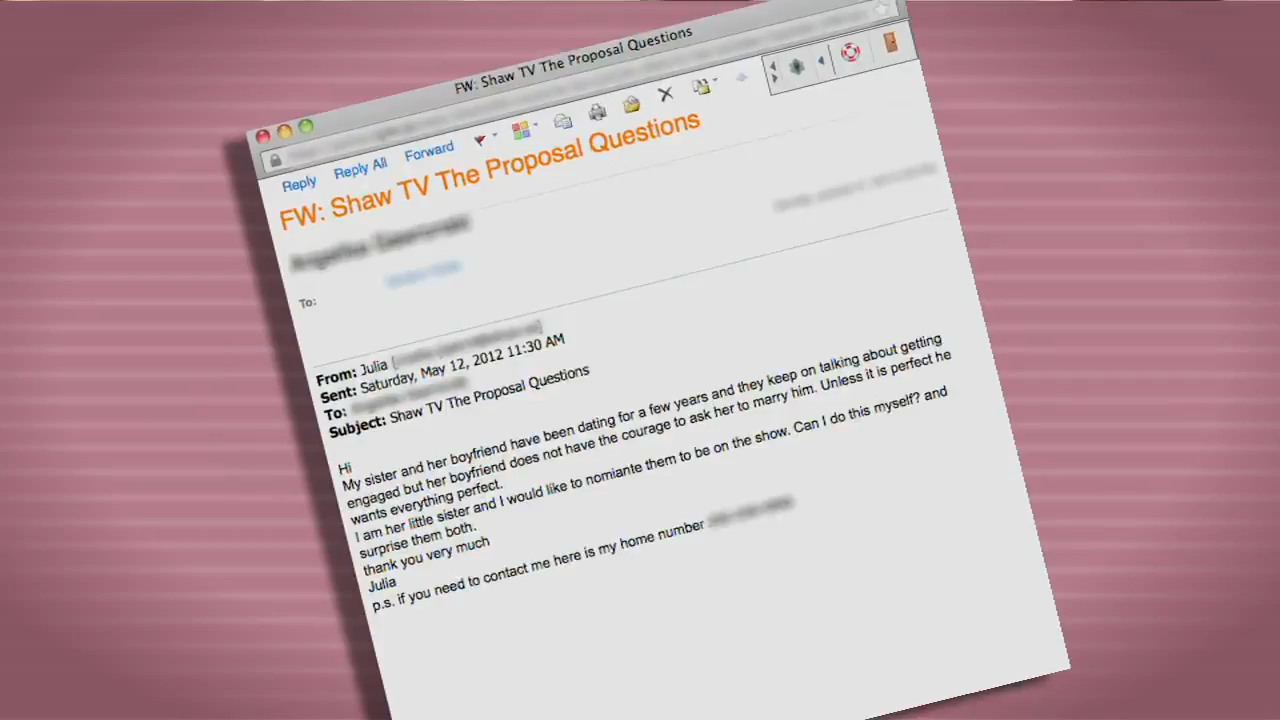 FW: Shaw TV The Proposal Questions
Reply Reply All Forward
FW: Shaw TV The Proposal Questions
To:
From: Julia [
Sent: Saturday, May 12, 2012 11:30 AM
To:
Subject: Shaw TV The Proposal Questions
Hi
My sister and her boyfriend have been dating for a few years and they keep on talking about getting
engaged but her boyfriend does not have the courage to ask her to marry him. Unless it is perfect he
wants everything perfect.
I am her little sister and I would like to nomiante them to be on the show. Can I do this myself? and
surprise them both.
thank you very much
Julia
p.s. if you need to contact me here is my home number